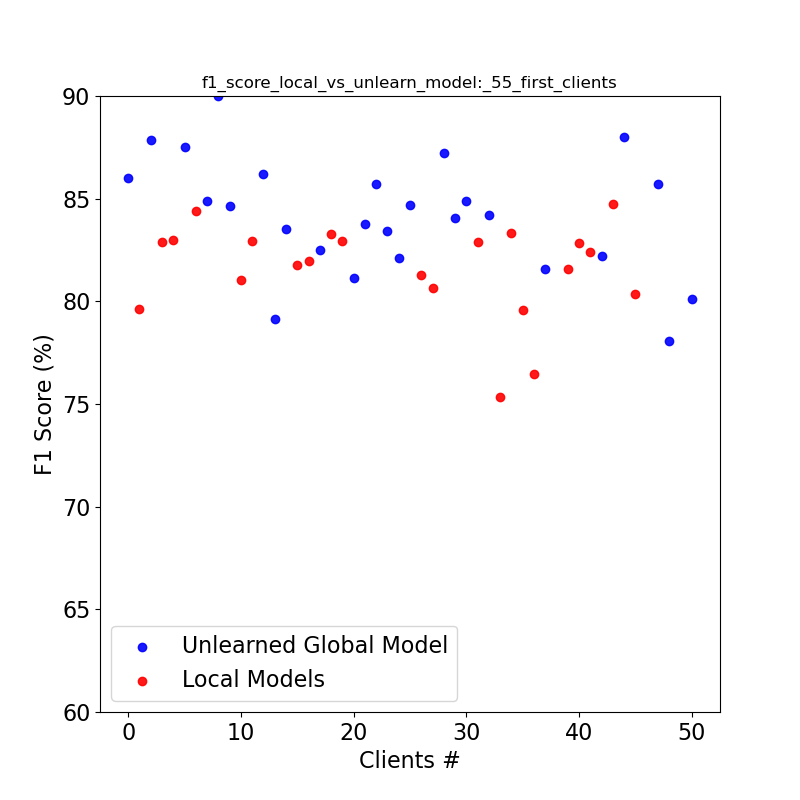 f1_score_local_vs_unlearn_model:_55_first_clients
90
85
80
75
70
65
60
F1 Score (%)
Unlearned Global Model
Local Models
0 10 20 30 40 50
Clients #